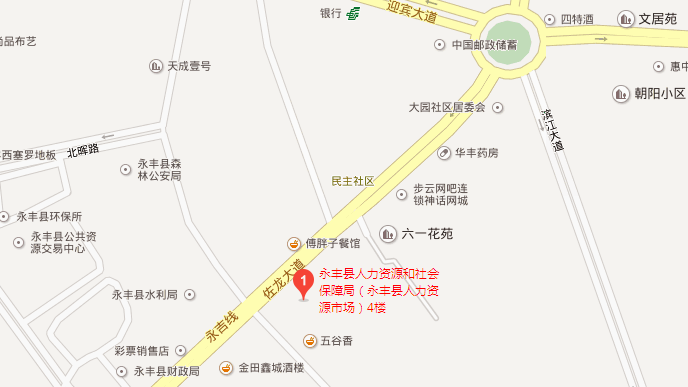 银行
迎宾大道
四特酒
文居苑
尚品布艺
中国邮政储蓄
天成壹号
惠中
朝阳小区
大园社区居委会
滨江大道
北晖路
西塞罗地板
华丰药房
永丰县森
林公安局
民主社区
步云网吧连
锁神话网城
永丰县环保所
六一花苑
永丰县公共资
源交易中心
傅胖子餐馆
佐龙大道
1
永丰县人力资源和社会
保障局（永丰县人力资
源市场）4楼
永丰县水利局
永吉线
五谷香
彩票销售店
金田鑫城酒楼
永丰县财政局